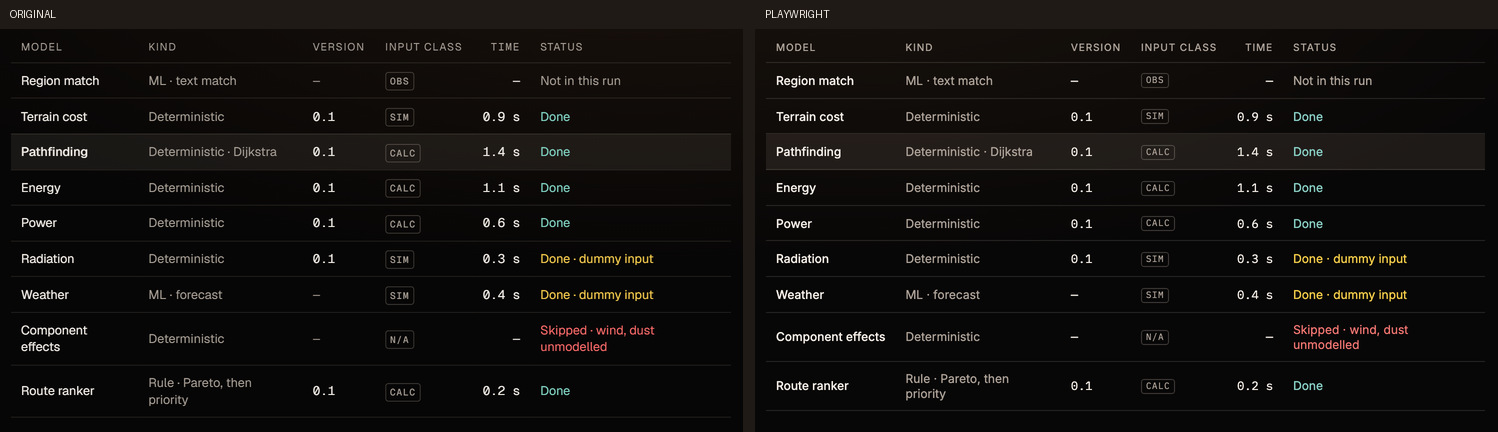 ORIGINAL
MODEL KIND VERSION INPUT CLASS TIME STATUS
Region match ML · text match — OBS — Not in this run
Terrain cost Deterministic 0.1 SIM 0.9 s Done
Pathfinding Deterministic · Dijkstra 0.1 CALC 1.4 s Done
Energy Deterministic 0.1 CALC 1.1 s Done
Power Deterministic 0.1 CALC 0.6 s Done
Radiation Deterministic 0.1 SIM 0.3 s Done · dummy input
Weather ML · forecast — SIM 0.4 s Done · dummy input
Component effects Deterministic — N/A — Skipped · wind, dust
unmodelled
Route ranker Rule · Pareto, then
priority 0.1 CALC 0.2 s Done
PLAYWRIGHT
MODEL KIND VERSION INPUT CLASS TIME STATUS
Region match ML · text match — OBS — Not in this run
Terrain cost Deterministic 0.1 SIM 0.9 s Done
Pathfinding Deterministic · Dijkstra 0.1 CALC 1.4 s Done
Energy Deterministic 0.1 CALC 1.1 s Done
Power Deterministic 0.1 CALC 0.6 s Done
Radiation Deterministic 0.1 SIM 0.3 s Done · dummy input
Weather ML · forecast — SIM 0.4 s Done · dummy input
Component effects Deterministic — N/A — Skipped · wind, dust
unmodelled
Route ranker Rule · Pareto, then
priority 0.1 CALC 0.2 s Done